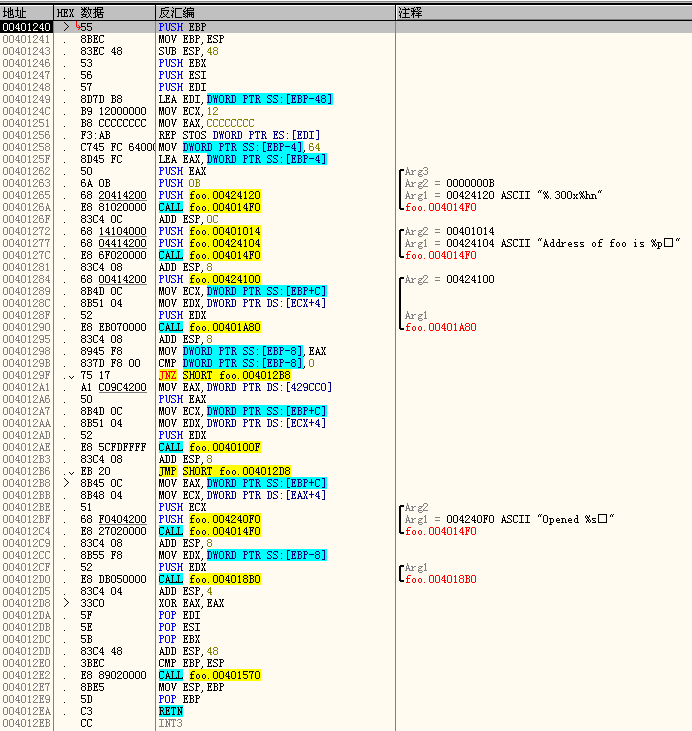 地址 HEX 数据 反汇编 注释
00401240 > 55 PUSH EBP
00401241 . 8BEC MOV EBP,ESP
00401243 . 83EC 48 SUB ESP,48
00401246 . 53 PUSH EBX
00401247 . 56 PUSH ESI
00401248 . 57 PUSH EDI
00401249 . 8D7D B8 LEA EDI,DWORD PTR SS:[EBP-48]
0040124C . B9 12000000 MOV ECX,12
00401251 . B8 CCCCCCCC MOV EAX,CCCCCCCC
00401256 . F3:AB REP STOS DWORD PTR ES:[EDI]
00401258 . C745 FC 64000 MOV DWORD PTR SS:[EBP-4],64
0040125F . 8D45 FC LEA EAX,DWORD PTR SS:[EBP-4]
00401262 . 50 PUSH EAX Arg3
00401263 . 6A 0B PUSH 0B Arg2 = 0000000B
00401265 . 68 20414200 PUSH foo.00424120 Arg1 = 00424120 ASCII "%.300x%hn"
0040126A . E8 81020000 CALL foo.004014F0 foo.004014F0
0040126F . 83C4 0C ADD ESP,0C
00401272 . 68 14104000 PUSH foo.00401014 Arg2 = 00401014
00401277 . 68 04414200 PUSH foo.00424104 Arg1 = 00424104 ASCII "Address of foo is %p□"
0040127C . E8 6F020000 CALL foo.004014F0 foo.004014F0
00401281 . 83C4 08 ADD ESP,8
00401284 . 68 00414200 PUSH foo.00424100 Arg2 = 00424100
00401289 . 8B4D 0C MOV ECX,DWORD PTR SS:[EBP+C]
0040128C . 8B51 04 MOV EDX,DWORD PTR DS:[ECX+4]
0040128F . 52 PUSH EDX Arg1
00401290 . E8 EB070000 CALL foo.00401A80 foo.00401A80
00401295 . 83C4 08 ADD ESP,8
00401298 . 8945 F8 MOV DWORD PTR SS:[EBP-8],EAX
0040129B . 837D F8 00 CMP DWORD PTR SS:[EBP-8],0
0040129F . 75 17 JNZ SHORT foo.004012B8
004012A1 . A1 C09C4200 MOV EAX,DWORD PTR DS:[429CC0]
004012A6 . 50 PUSH EAX
004012A7 . 8B4D 0C MOV ECX,DWORD PTR SS:[EBP+C]
004012AA . 8B51 04 MOV EDX,DWORD PTR DS:[ECX+4]
004012AD . 52 PUSH EDX
004012AE . E8 5CFDFFFF CALL foo.0040100F
004012B3 . 83C4 08 ADD ESP,8
004012B6 . EB 20 JMP SHORT foo.004012D8
004012B8 > 8B45 0C MOV EAX,DWORD PTR SS:[EBP+C]
004012BB . 8B48 04 MOV ECX,DWORD PTR DS:[EAX+4]
004012BE . 51 PUSH ECX Arg2
004012BF . 68 F0404200 PUSH foo.004240F0 Arg1 = 004240F0 ASCII "Opened %s□"
004012C4 . E8 27020000 CALL foo.004014F0 foo.004014F0
004012C9 . 83C4 08 ADD ESP,8
004012CC . 8B55 F8 MOV EDX,DWORD PTR SS:[EBP-8]
004012CF . 52 PUSH EDX Arg1
004012D0 . E8 DB050000 CALL foo.004018B0 foo.004018B0
004012D5 . 83C4 04 ADD ESP,4
004012D8 > 33C0 XOR EAX,EAX
004012DA . 5F POP EDI
004012DB . 5E POP ESI
004012DC . 5B POP EBX
004012DD . 83C4 48 ADD ESP,48
004012E0 . 3BEC CMP EBP,ESP
004012E2 . E8 89020000 CALL foo.00401570
004012E7 . 8BE5 MOV ESP,EBP
004012E9 . 5D POP EBP
004012EA . C3 RETN
004012EB CC INT3